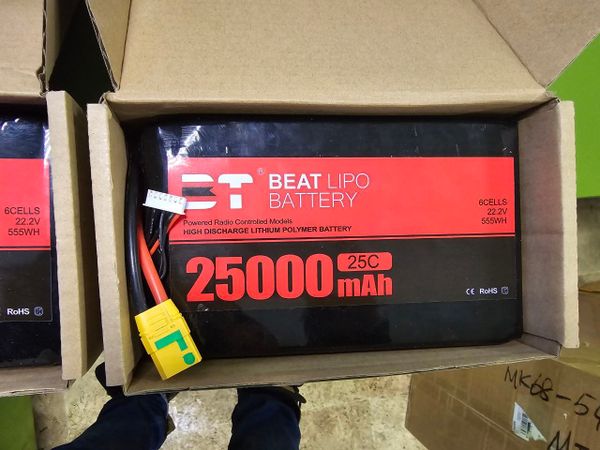 BT® BEAT LIPO
BATTERY
Powered Radio Controlled Models
HIGH DISCHARGE LITHIUM POLYMER BATTERY
6CELLS
22.2V
555WH
25000 mAh
25C
CE RoHS
6CELLS
22.2V
555WH
RoHS
MK68-54